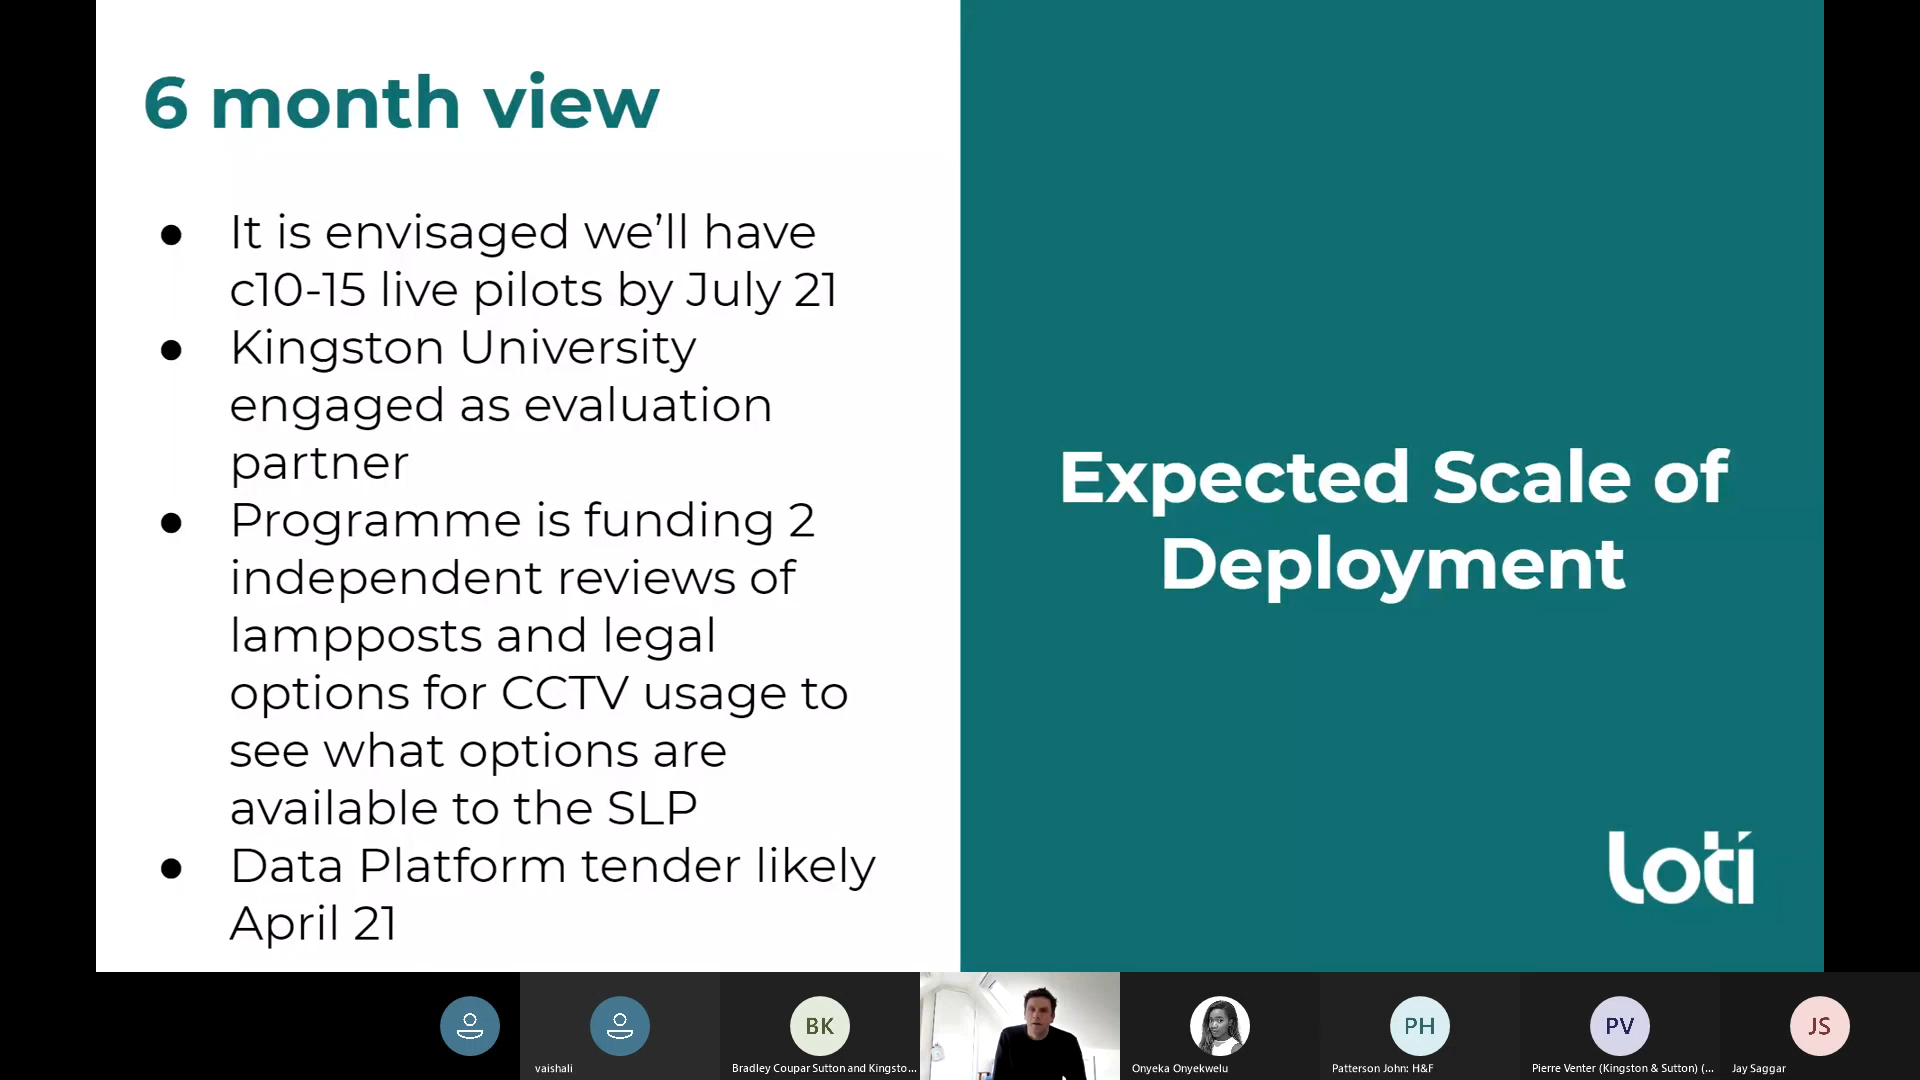 6 month view
● It is envisaged we’ll have
c10-15 live pilots by July 21
● Kingston University
engaged as evaluation
partner
● Programme is funding 2
independent reviews of
lampposts and legal
options for CCTV usage to
see what options are
available to the SLP
● Data Platform tender likely
April 21
Expected Scale of
Deployment
loti
BK
PH
PV
JS
vaishali
Bradley Coupar Sutton and Kingsto...
Onyeka Onyekwelu
Patterson John: H&F
Pierre Venter (Kingston & Sutton) (...
Jay Saggar